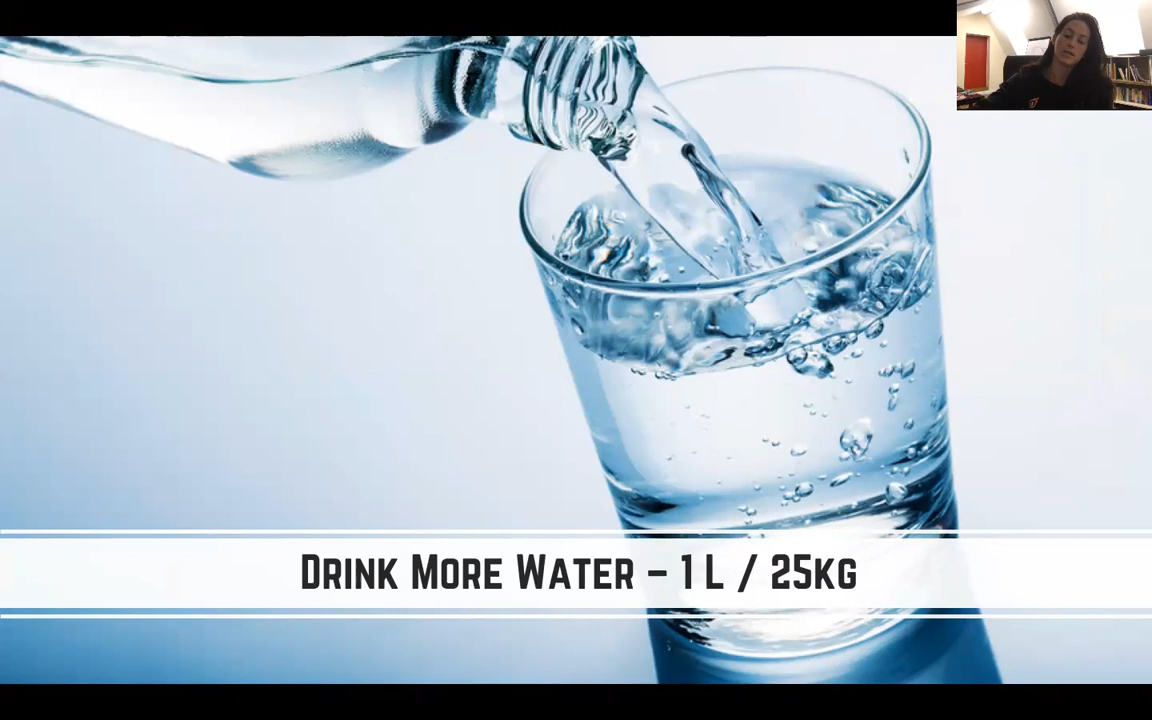 Drink More Water – 1 L / 25kg